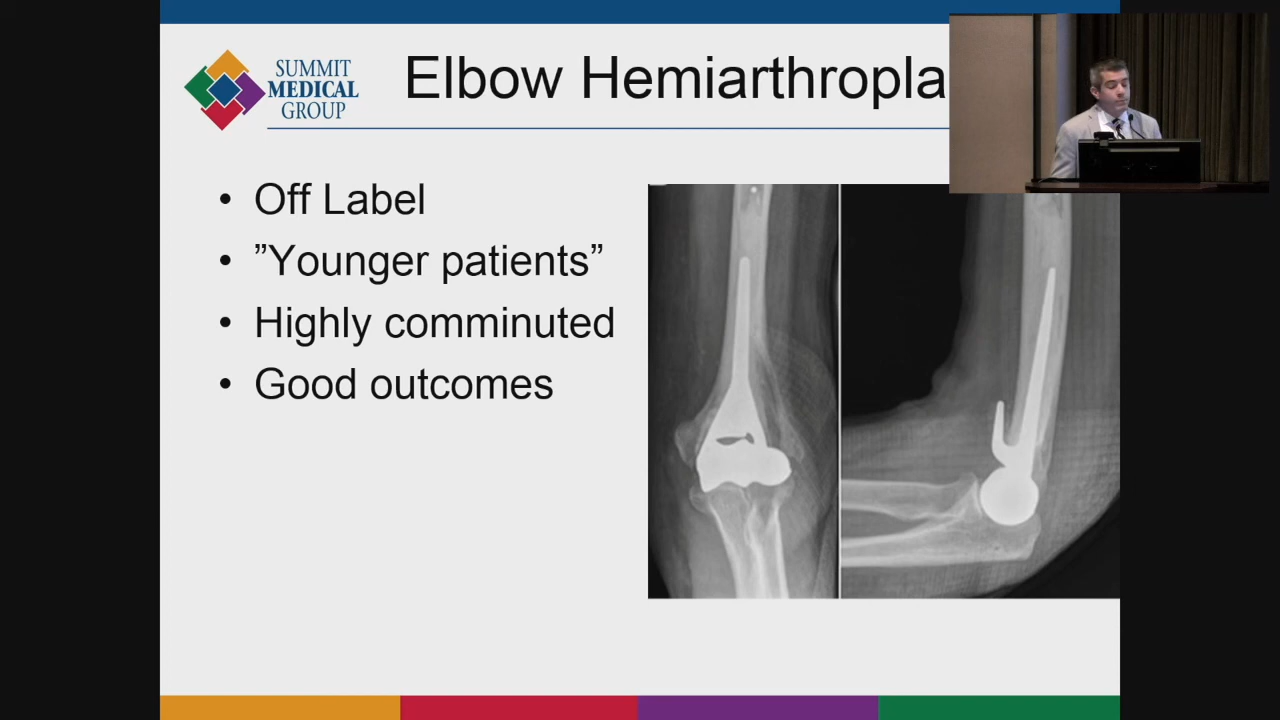 SUMMIT
MEDICAL
GROUP
Elbow Hemiarthropla
• Off Label
• ”Younger patients”
• Highly comminuted
• Good outcomes